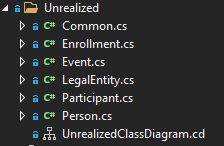 Unrealized
C# Common.cs
C# Enrollment.cs
C# Event.cs
C# LegalEntity.cs
C# Participant.cs
C# Person.cs
UnrealizedClassDiagram.cd